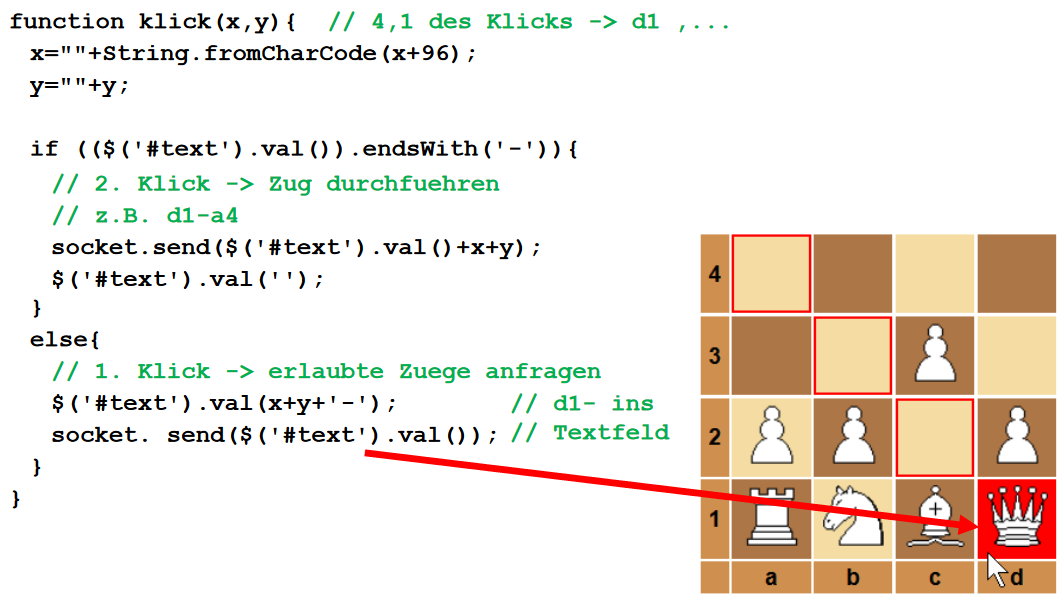 function klick(x,y){  // 4,1 des Klicks -> d1 ,...
x=""+String.fromCharCode(x+96);
y=""+y;
if (($('#text').val()).endsWith('-')){
// 2. Klick -> Zug durchfuehren
// z.B. d1-a4
socket.send($('#text').val()+x+y);
$('#text').val('');
}
else{
// 1. Klick -> erlaubte Zuege anfragen
$('#text').val(x+y+'-');        // d1- ins
socket. send($('#text').val()); // Textfeld
}
}
4
3
2
1
a b c d